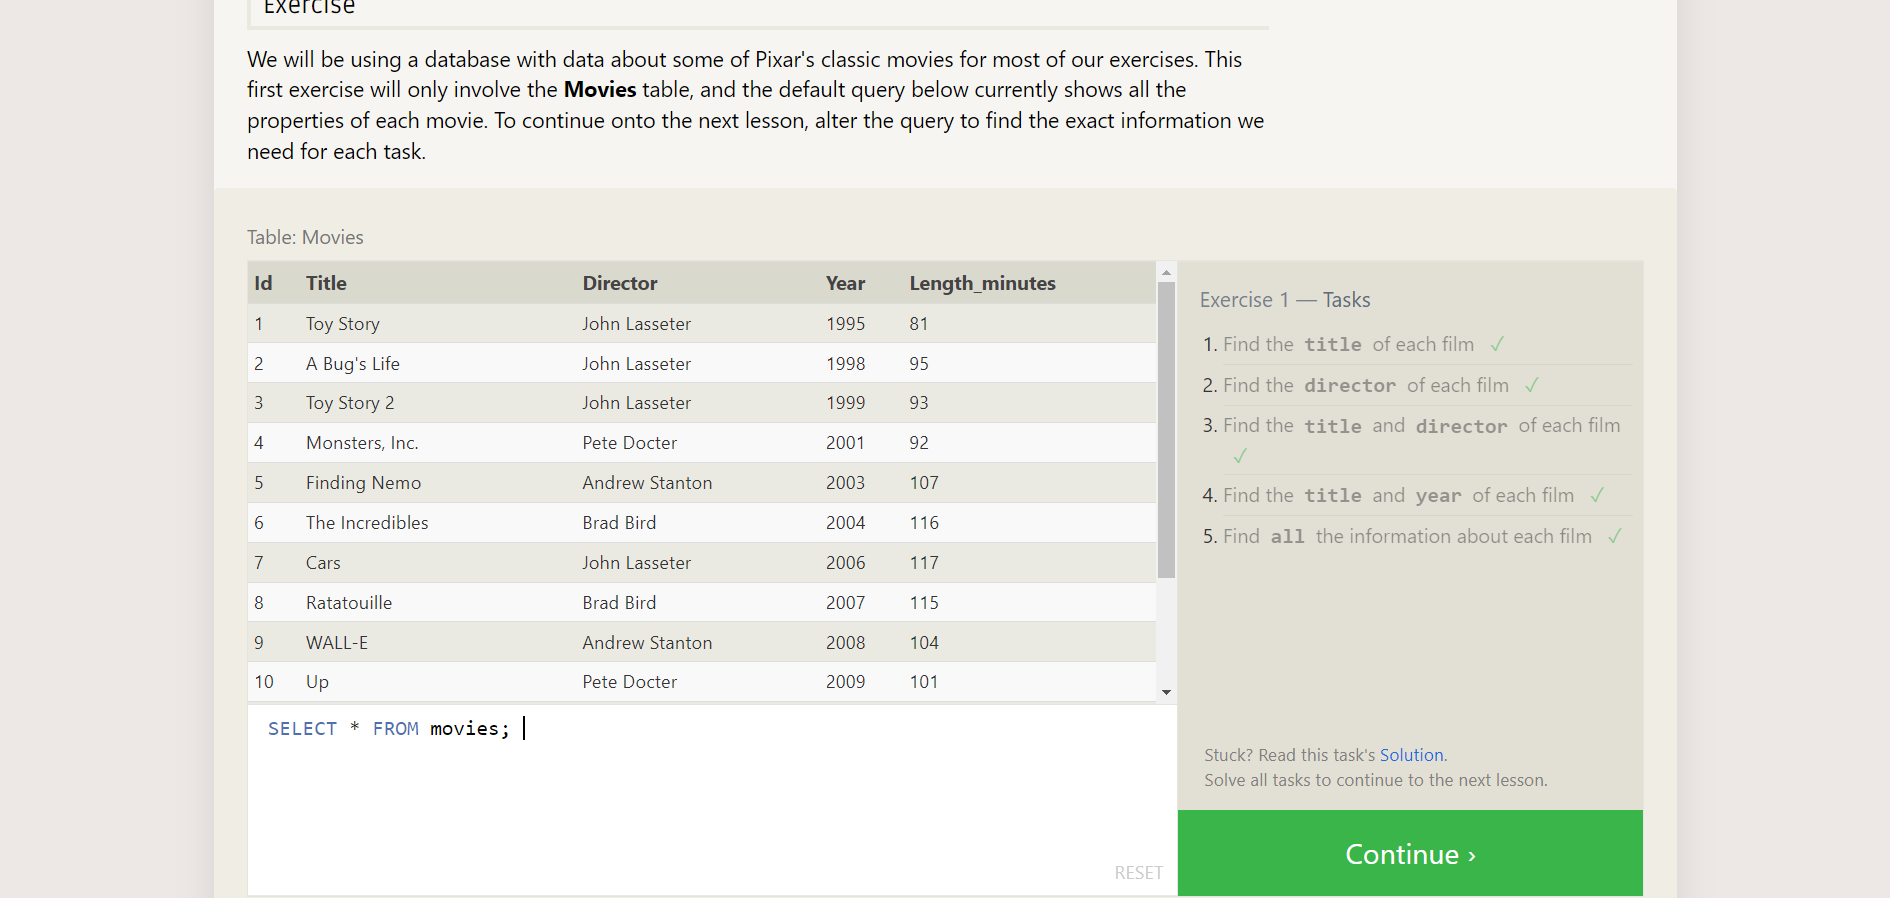 Exercise
We will be using a database with data about some of Pixar's classic movies for most of our exercises. This
first exercise will only involve the Movies table, and the default query below currently shows all the
properties of each movie. To continue onto the next lesson, alter the query to find the exact information we
need for each task.
Table: Movies
Id Title Director Year Length_minutes
1 Toy Story John Lasseter 1995 81
2 A Bug's Life John Lasseter 1998 95
3 Toy Story 2 John Lasseter 1999 93
4 Monsters, Inc. Pete Docter 2001 92
5 Finding Nemo Andrew Stanton 2003 107
6 The Incredibles Brad Bird 2004 116
7 Cars John Lasseter 2006 117
8 Ratatouille Brad Bird 2007 115
9 WALL-E Andrew Stanton 2008 104
10 Up Pete Docter 2009 101
SELECT * FROM movies;
RESET
Exercise 1 — Tasks
1. Find the title of each film ✓
2. Find the director of each film ✓
3. Find the title and director of each film
✓
4. Find the title and year of each film ✓
5. Find all the information about each film ✓
Stuck? Read this task's Solution.
Solve all tasks to continue to the next lesson.
Continue ›